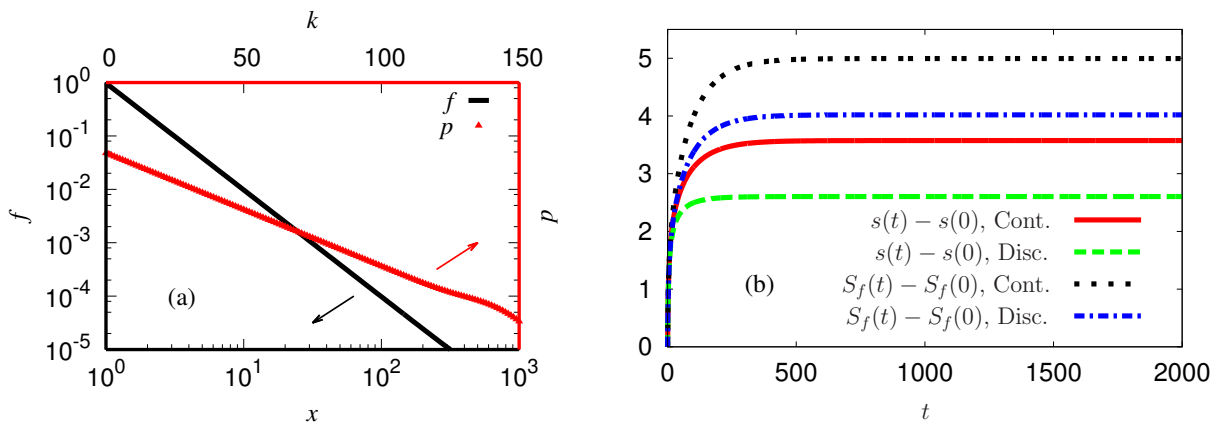 k
0 50 100 150
10^0
10^-1
10^-2
10^-3
10^-4
10^-5
f
f
p
(a)
p
10^0 10^1 10^2 10^3
x
5
4
3
2
1
0
s(t) − s(0), Cont.
s(t) − s(0), Disc.
S_f(t) − S_f(0), Cont.
S_f(t) − S_f(0), Disc.
(b)
0 500 1000 1500 2000
t